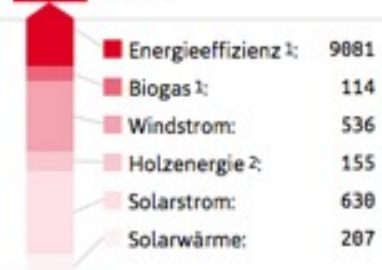 Energieeffizienz 1: 9081
Biogas 1: 114
Windstrom: 536
Holzenergie 2: 155
Solarstrom: 630
Solarwärme: 207